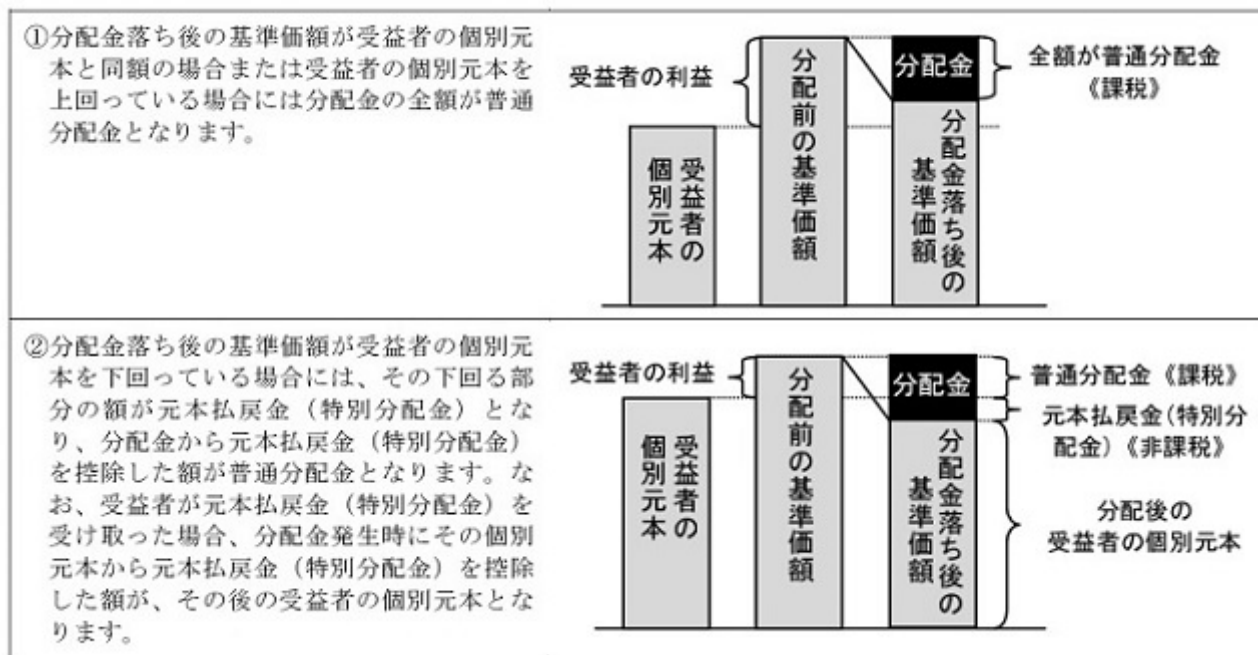 ①分配金落ち後の基準価額が受益者の個別元
本と同額の場合または受益者の個別元本を
上回っている場合には分配金の全額が普通
分配金となります。
受益者の利益
受益者の
個別元本
分配前の基準価額
分配金
分配金落ち後の
基準価額
全額が普通分配金
《課税》
②分配金落ち後の基準価額が受益者の個別元
本を下回っている場合には、その下回る部
分の額が元本払戻金（特別分配金）とな
り、分配金から元本払戻金（特別分配金）
を控除した額が普通分配金となります。な
お、受益者が元本払戻金（特別分配金）を
受け取った場合、分配金発生時にその個別
元本から元本払戻金（特別分配金）を控除
した額が、その後の受益者の個別元本とな
ります。
受益者の利益
受益者の
個別元本
分配前の基準価額
分配金
分配金落ち後の
基準価額
普通分配金《課税》
元本払戻金（特別分
配金）《非課税》
分配後の
受益者の個別元本